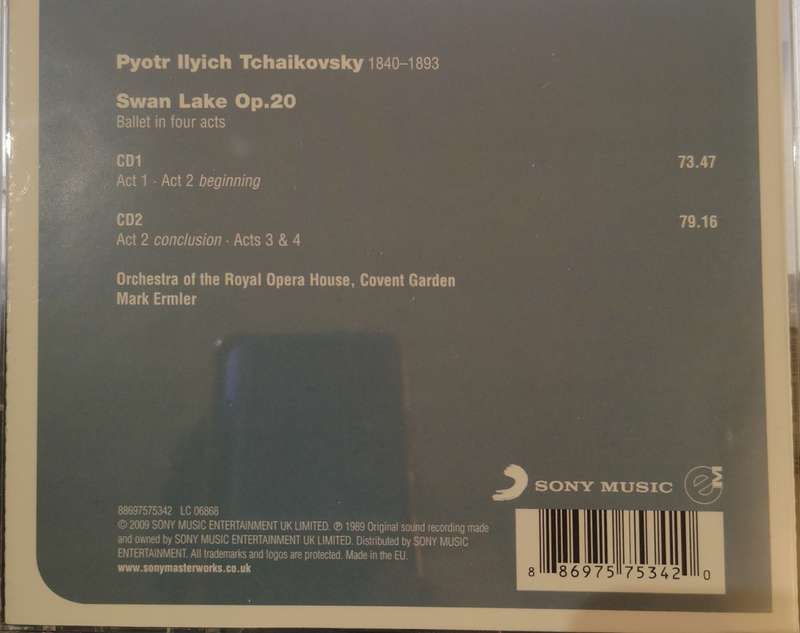 Pyotr Ilyich Tchaikovsky 1840–1893
Swan Lake Op.20
Ballet in four acts
CD1 73.47
Act 1 · Act 2 beginning
CD2 79.16
Act 2 conclusion · Acts 3 & 4
Orchestra of the Royal Opera House, Covent Garden
Mark Ermler
SONY MUSIC
eM
88697575342 LC 06868
© 2009 SONY MUSIC ENTERTAINMENT UK LIMITED. ℗ 1989 Original sound recording made
and owned by SONY MUSIC ENTERTAINMENT UK LIMITED. Distributed by SONY MUSIC
ENTERTAINMENT. All trademarks and logos are protected. Made in the EU.
www.sonymasterworks.co.uk
8 86975 75342 0